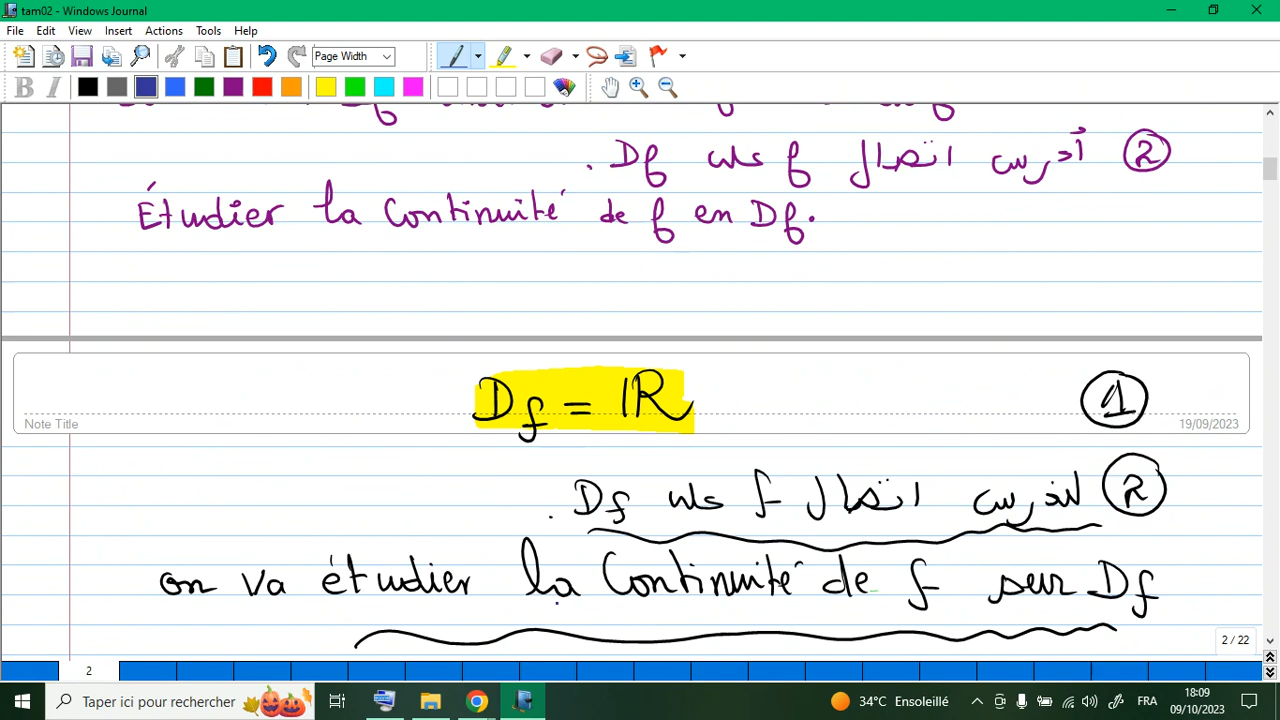 tam02 - Windows Journal
File Edit View Insert Actions Tools Help
Page Width
B I
② أدرس اتصال f على Df .
Étudier la Continuité de f en Df.
① Df = IR
Note Title
19/09/2023
② لندرس اتصال f على Df .
on va étudier la Continuité de f sur Df
2 / 22
2
Taper ici pour rechercher
34°C Ensoleillé
FRA
18:09
09/10/2023